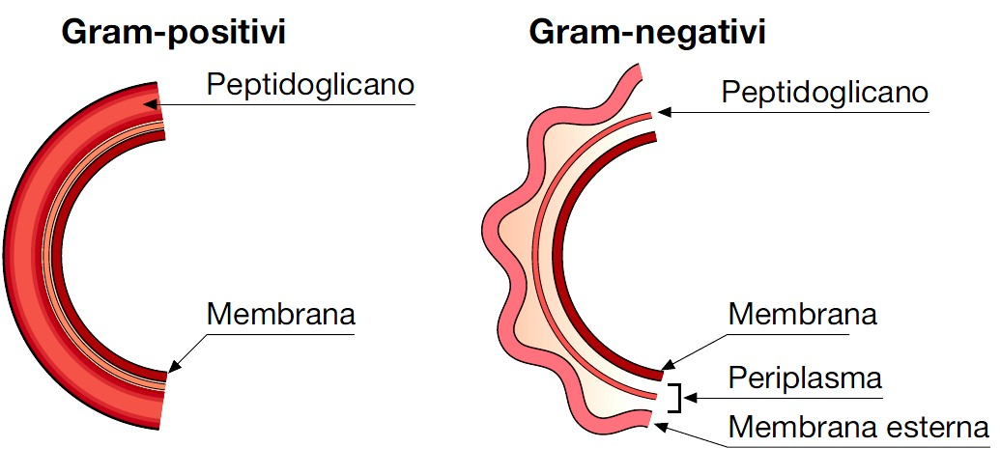 Gram-positivi
Peptidoglicano
Membrana
Gram-negativi
Peptidoglicano
Membrana
Periplasma
Membrana esterna